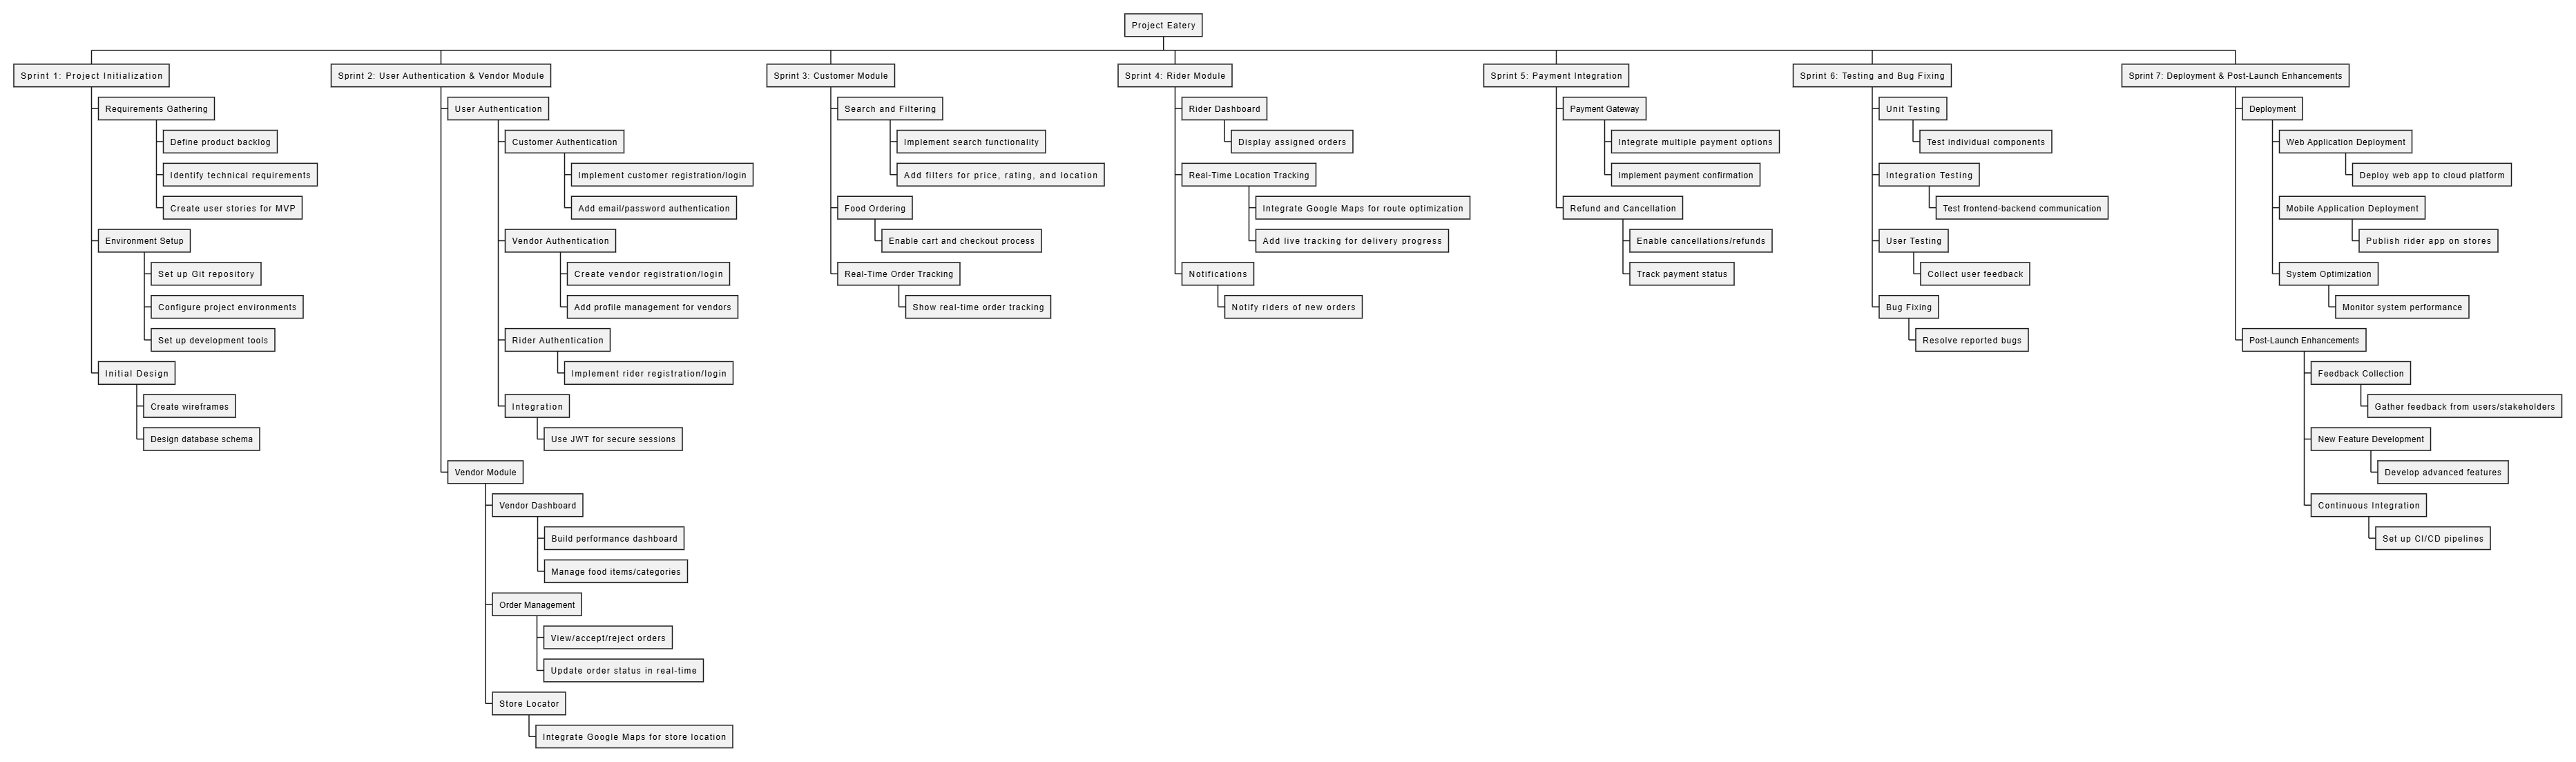 Project Eatery
Sprint 1: Project Initialization
Requirements Gathering
Define product backlog
Identify technical requirements
Create user stories for MVP
Environment Setup
Set up Git repository
Configure project environments
Set up development tools
Initial Design
Create wireframes
Design database schema
Sprint 2: User Authentication & Vendor Module
User Authentication
Customer Authentication
Implement customer registration/login
Add email/password authentication
Vendor Authentication
Create vendor registration/login
Add profile management for vendors
Rider Authentication
Implement rider registration/login
Integration
Use JWT for secure sessions
Vendor Module
Vendor Dashboard
Build performance dashboard
Manage food items/categories
Order Management
View/accept/reject orders
Update order status in real-time
Store Locator
Integrate Google Maps for store location
Sprint 3: Customer Module
Search and Filtering
Implement search functionality
Add filters for price, rating, and location
Food Ordering
Enable cart and checkout process
Real-Time Order Tracking
Show real-time order tracking
Sprint 4: Rider Module
Rider Dashboard
Display assigned orders
Real-Time Location Tracking
Integrate Google Maps for route optimization
Add live tracking for delivery progress
Notifications
Notify riders of new orders
Sprint 5: Payment Integration
Payment Gateway
Integrate multiple payment options
Implement payment confirmation
Refund and Cancellation
Enable cancellations/refunds
Track payment status
Sprint 6: Testing and Bug Fixing
Unit Testing
Test individual components
Integration Testing
Test frontend-backend communication
User Testing
Collect user feedback
Bug Fixing
Resolve reported bugs
Sprint 7: Deployment & Post-Launch Enhancements
Deployment
Web Application Deployment
Deploy web app to cloud platform
Mobile Application Deployment
Publish rider app on stores
System Optimization
Monitor system performance
Post-Launch Enhancements
Feedback Collection
Gather feedback from users/stakeholders
New Feature Development
Develop advanced features
Continuous Integration
Set up CI/CD pipelines